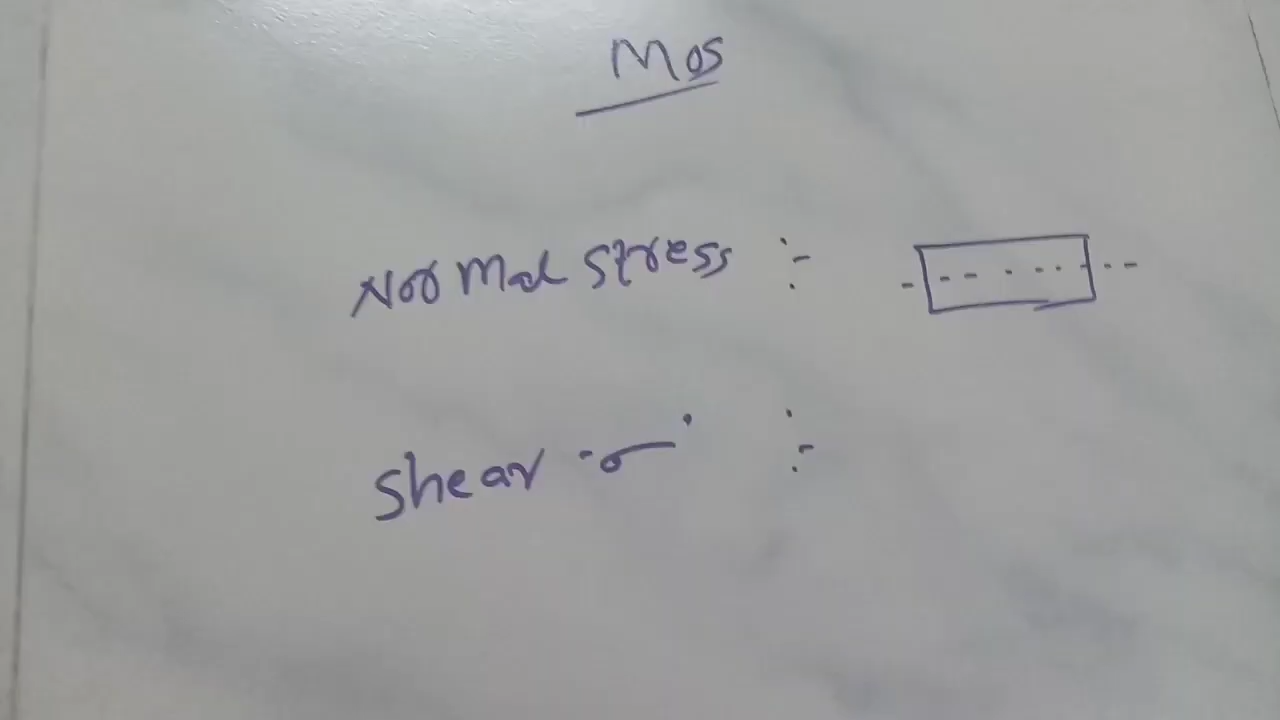 MOS
Normal stress :-
Shear -σ- :-